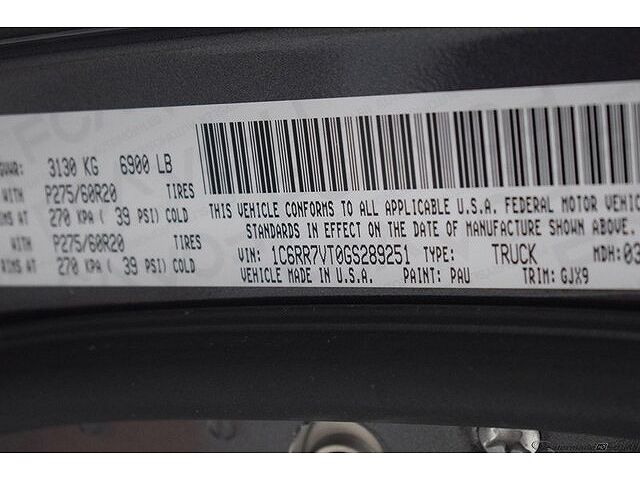 GVWR: 3130 KG 6900 LB
WITH P275/60R20 TIRES
RIMS AT 270 KPA ( 39 PSI) COLD
WITH P275/60R20 TIRES
RIMS AT 270 KPA ( 39 PSI) COLD
THIS VEHICLE CONFORMS TO ALL APPLICABLE U.S.A. FEDERAL MOTOR VEHICLE
STANDARDS IN EFFECT ON THE DATE OF MANUFACTURE SHOWN ABOVE.
VIN: 1C6RR7VT0GS289251 TYPE: TRUCK MDH: 03
VEHICLE MADE IN U.S.A. PAINT: PAU TRIM: GJX9